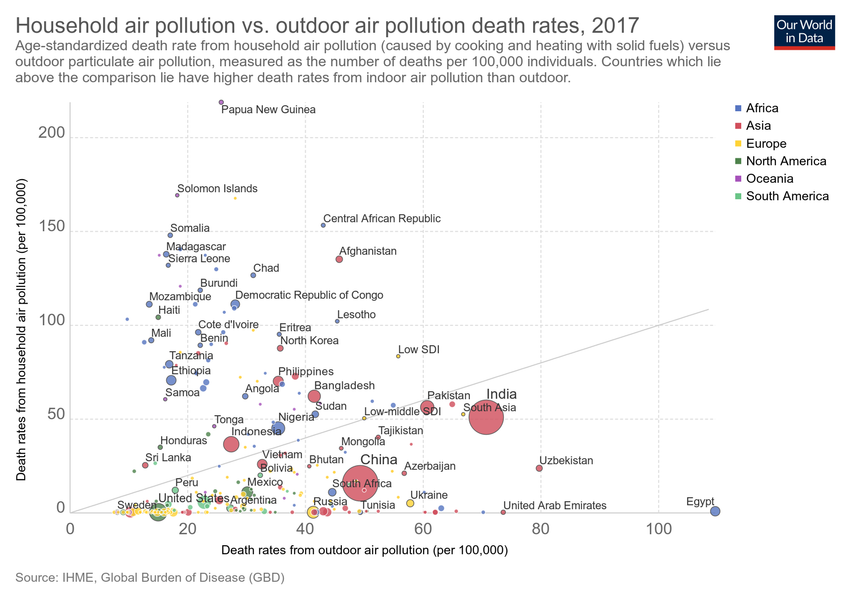 Household air pollution vs. outdoor air pollution death rates, 2017
Our World
in Data
Age-standardized death rate from household air pollution (caused by cooking and heating with solid fuels) versus
outdoor particulate air pollution, measured as the number of deaths per 100,000 individuals. Countries which lie
above the comparison lie have higher death rates from indoor air pollution than outdoor.
Death rates from household air pollution (per 100,000)
200
150
100
50
0
Papua New Guinea
Solomon Islands
Central African Republic
Somalia
Madagascar
Afghanistan
Sierra Leone
Chad
Burundi
Mozambique
Democratic Republic of Congo
Haiti
Lesotho
Cote d'Ivoire
Eritrea
Mali
Benin
North Korea
Low SDI
Tanzania
Ethiopia
Philippines
Samoa
Angola
Bangladesh
Pakistan
India
Sudan
Low-middle SDI
South Asia
Tonga
Nigeria
Indonesia
Tajikistan
Honduras
Mongolia
Sri Lanka
Vietnam
Bhutan
China
Azerbaijan
Uzbekistan
Bolivia
Peru
Mexico
South Africa
United States
Argentina
Russia
Ukraine
Sweden
Tunisia
United Arab Emirates
Egypt
0
20
40
60
80
100
Death rates from outdoor air pollution (per 100,000)
Africa
Asia
Europe
North America
Oceania
South America
Source: IHME, Global Burden of Disease (GBD)